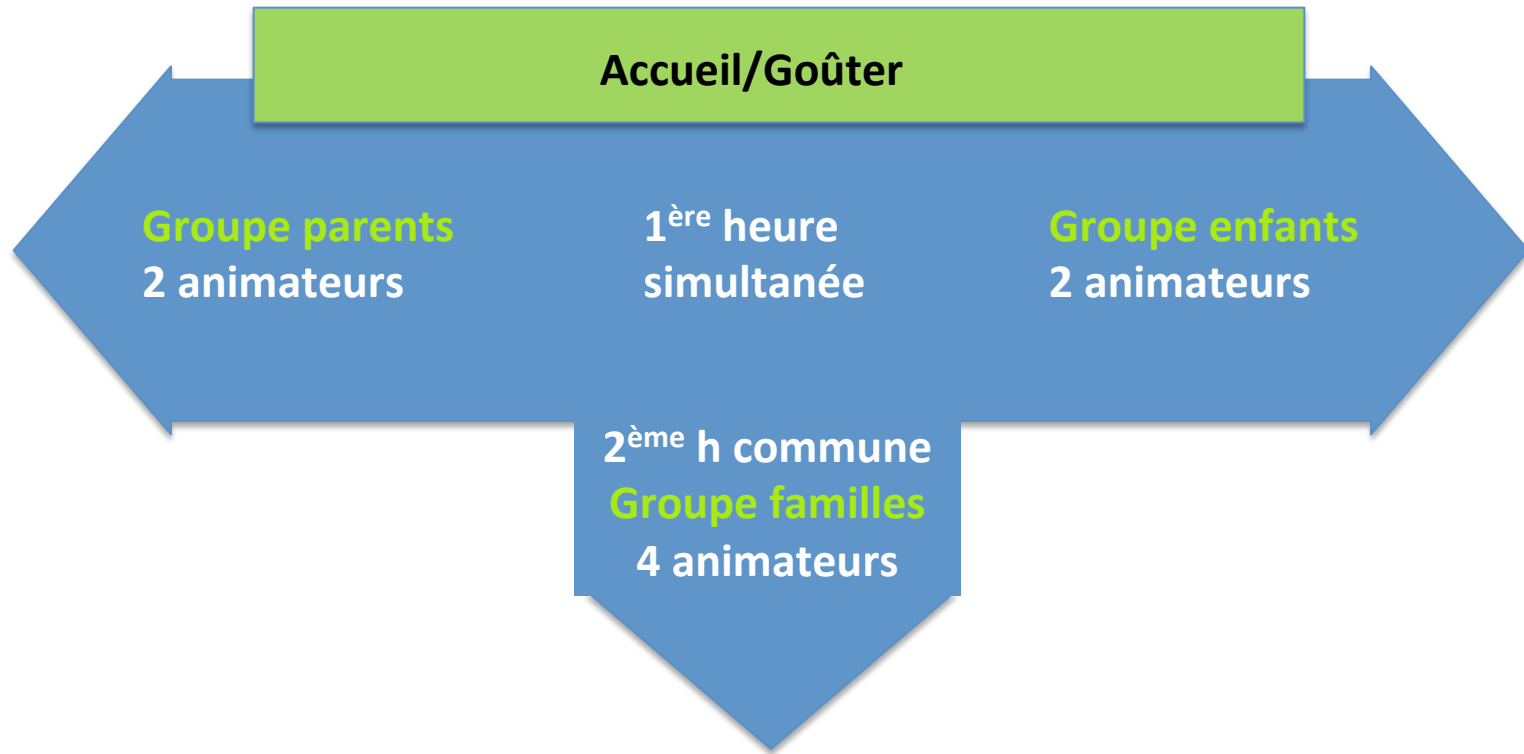 Accueil/Goûter
Groupe parents
2 animateurs
1ère heure
simultanée
Groupe enfants
2 animateurs
2ème h commune
Groupe familles
4 animateurs